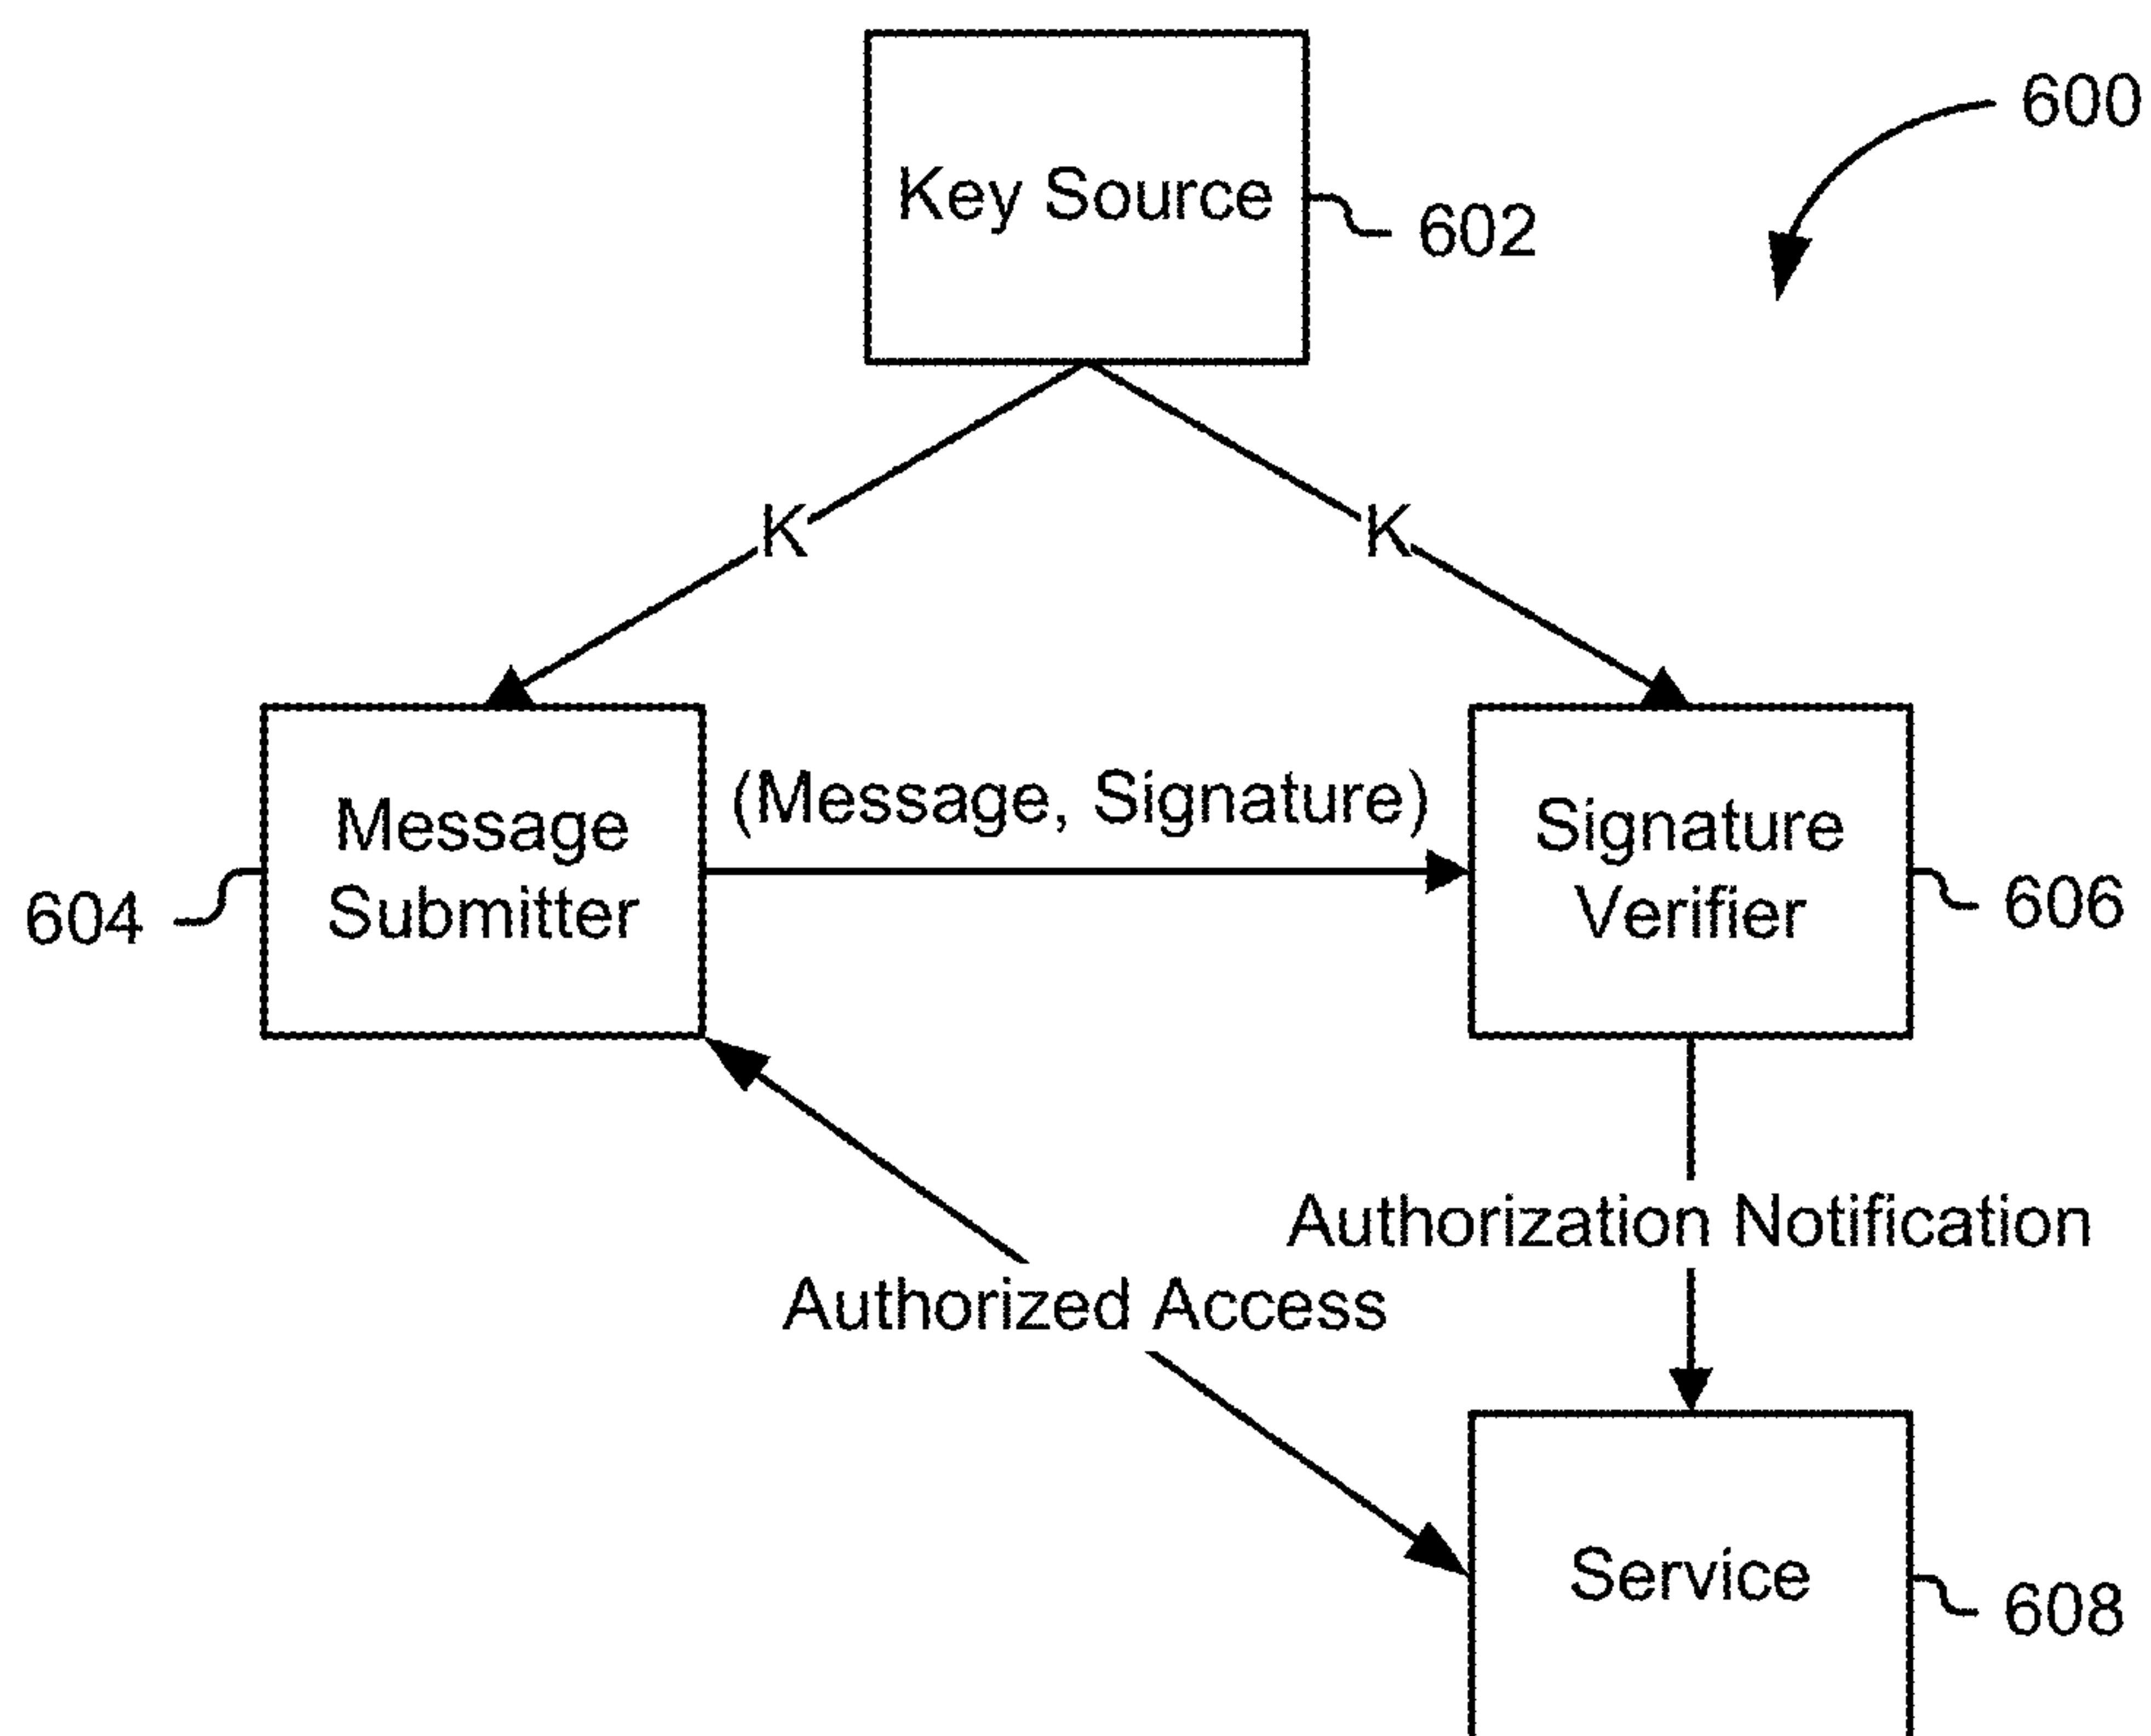 600
Key Source
602
K
K
(Message, Signature)
Message
Submitter
Signature
Verifier
604
606
Authorization Notification
Authorized Access
Service
608